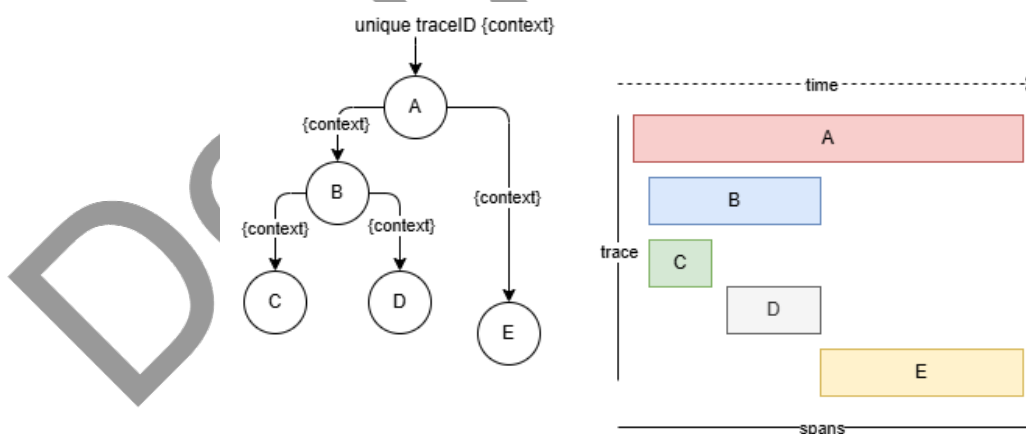 unique traceID {context}
A
{context}
B
{context}
{context}
{context}
C
D
E
time
A
B
trace
C
D
E
spans